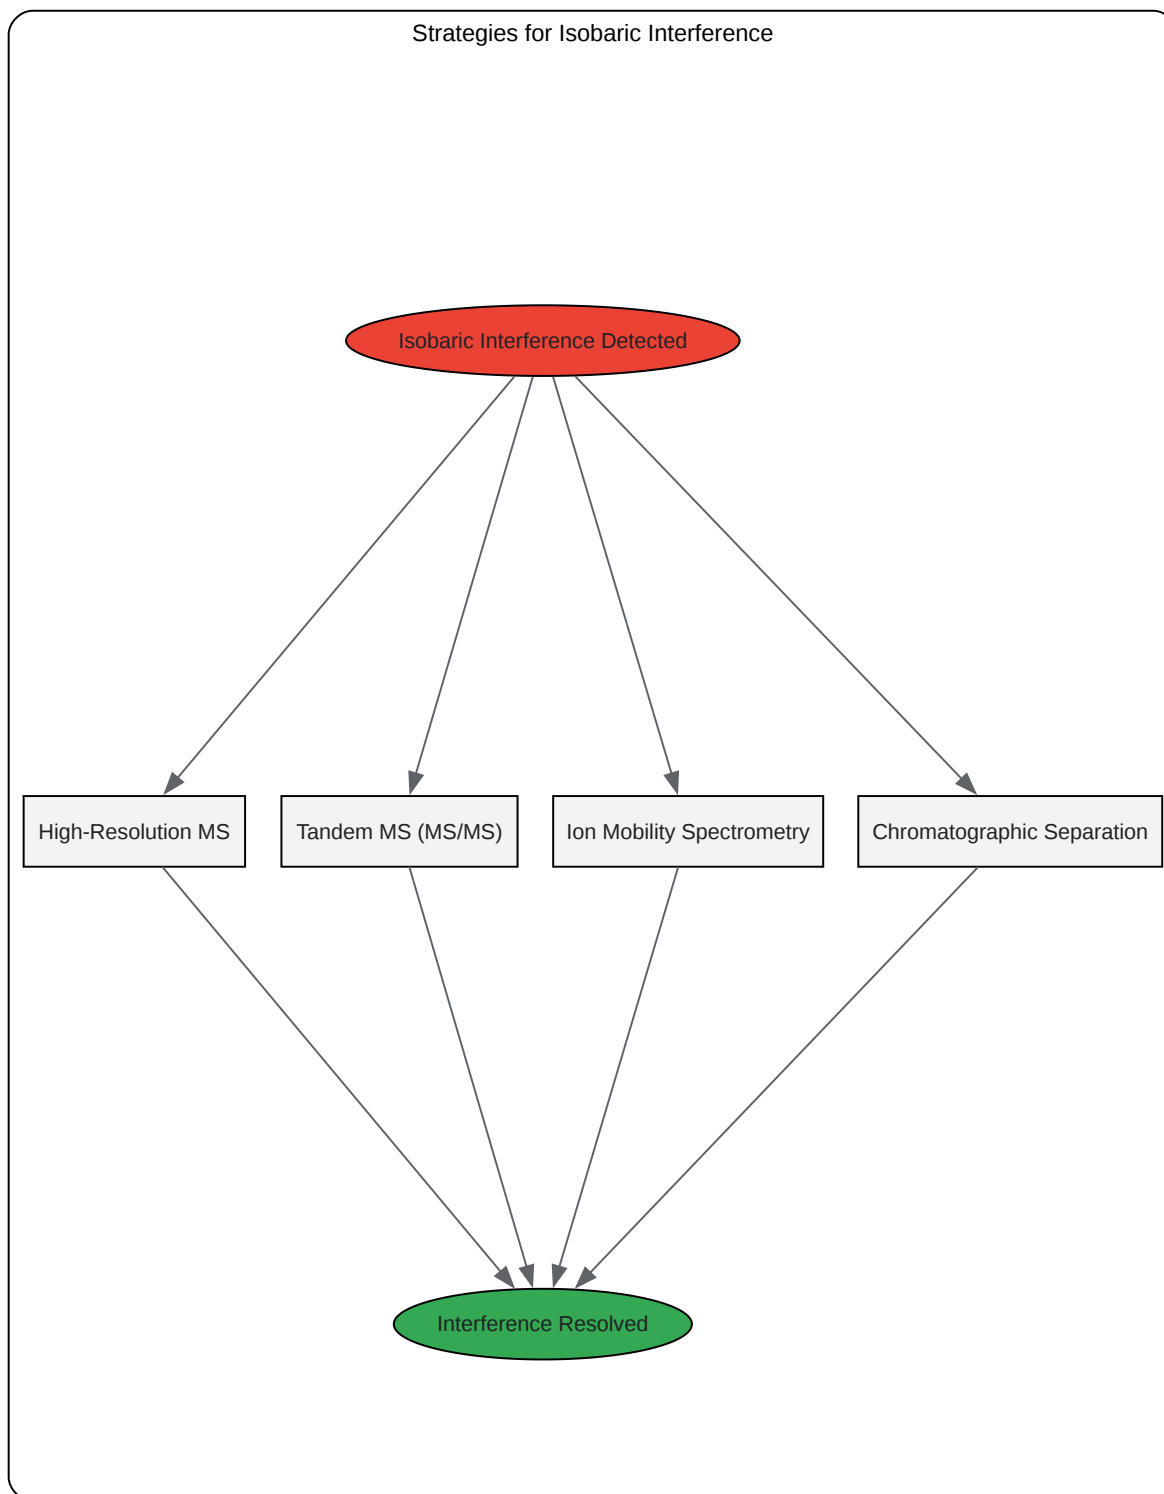 Strategies for Isobaric Interference
Isobaric Interference Detected
High-Resolution MS
Tandem MS (MS/MS)
Ion Mobility Spectrometry
Chromatographic Separation
Interference Resolved